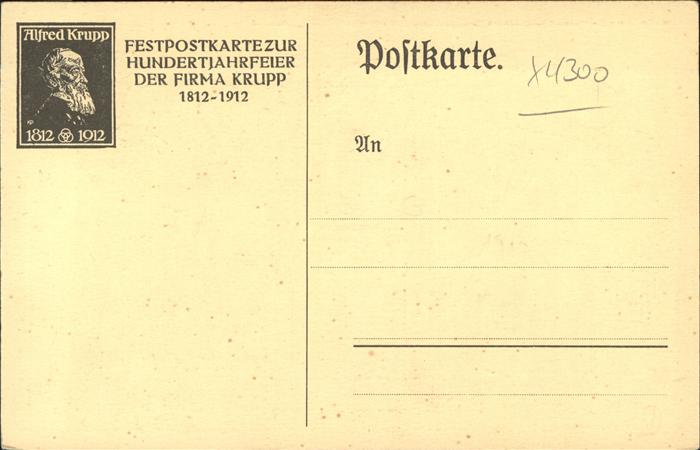 Alfred Krupp
1812 1912
FESTPOSTKARTE ZUR
HUNDERTJAHRFEIER
DER FIRMA KRUPP
1812-1912
Postkarte.
x4300
An